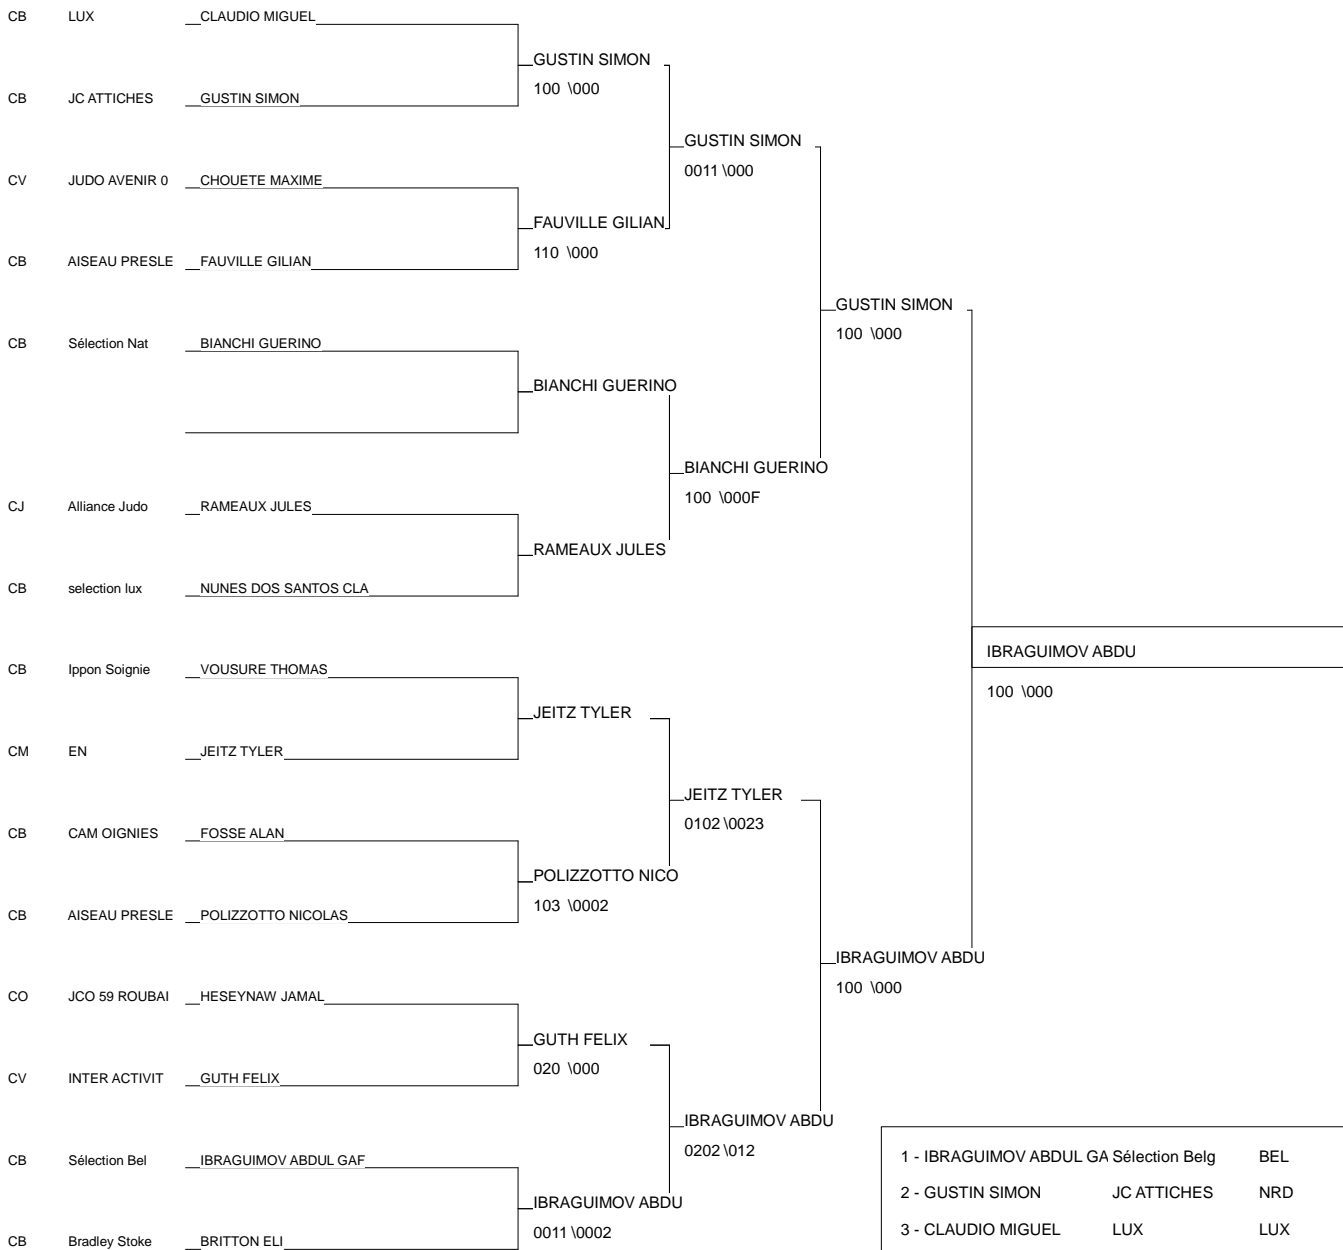 CB LUX CLAUDIO MIGUEL
GUSTIN SIMON
100 \000
CB JC ATTICHES GUSTIN SIMON
GUSTIN SIMON
0011 \000
CV JUDO AVENIR 0 CHOUETE MAXIME
FAUVILLE GILIAN
110 \000
CB AISEAU PRESLE FAUVILLE GILIAN
GUSTIN SIMON
100 \000
CB Sélection Nat BIANCHI GUERINO
BIANCHI GUERINO
BIANCHI GUERINO
100 \000F
CJ Alliance Judo RAMEAUX JULES
RAMEAUX JULES
CB selection lux NUNES DOS SANTOS CLA
IBRAGUIMOV ABDU
100 \000
CB Ippon Soignie VOUSURE THOMAS
JEITZ TYLER
CM EN JEITZ TYLER
JEITZ TYLER
0102 \0023
CB CAM OIGNIES FOSSE ALAN
POLIZZOTTO NICO
103 \0002
CB AISEAU PRESLE POLIZZOTTO NICOLAS
IBRAGUIMOV ABDU
100 \000
CO JCO 59 ROUBAI HESEYNAW JAMAL
GUTH FELIX
020 \000
CV INTER ACTIVIT GUTH FELIX
IBRAGUIMOV ABDU
0202 \012
CB Sélection Bel IBRAGUIMOV ABDUL GAF
IBRAGUIMOV ABDU
0011 \0002
CB Bradley Stoke BRITTON ELI
1 - IBRAGUIMOV ABDUL GA Sélection Belg BEL
2 - GUSTIN SIMON JC ATTICHES NRD
3 - CLAUDIO MIGUEL LUX LUX